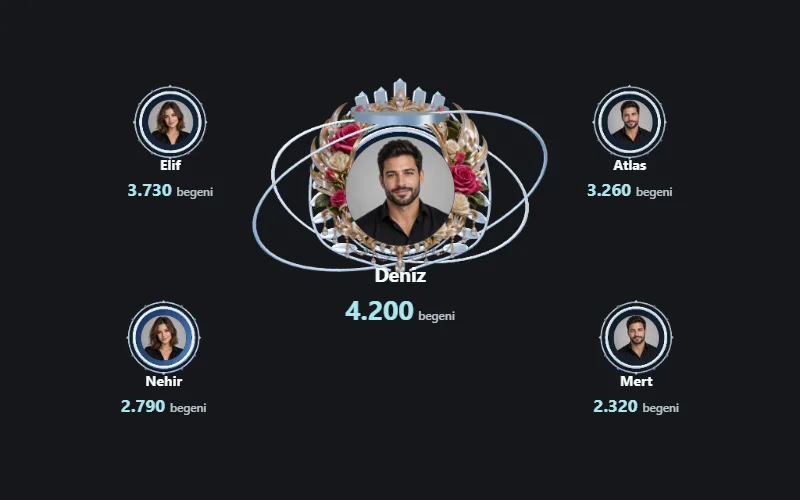 Elif
3.730 begeni
Atlas
3.260 begeni
Deniz
4.200 begeni
Nehir
2.790 begeni
Mert
2.320 begeni